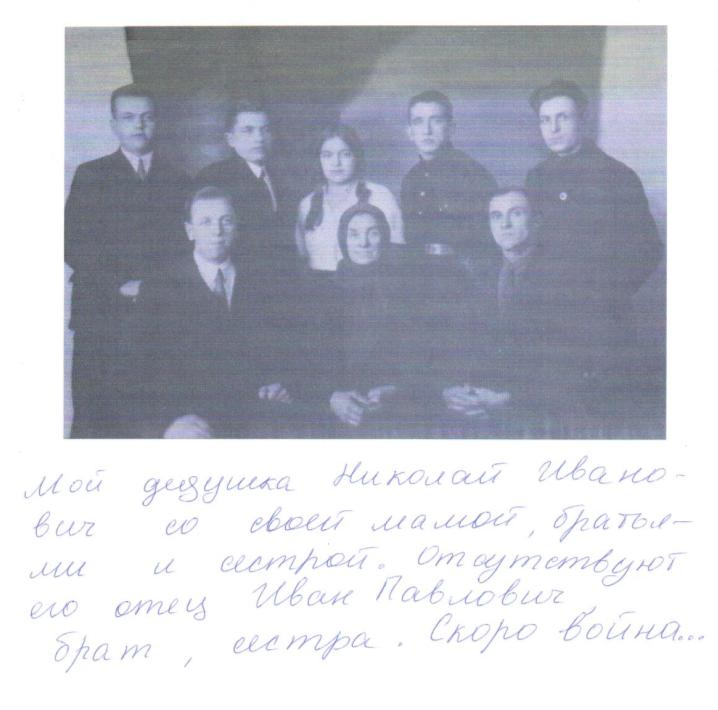 Мой дедушка Николай Ивано-
вич со своей мамой, братья-
ми и сестрой. Отсутствуют
его отец Иван Павлович
брат, сестра. Скоро война...